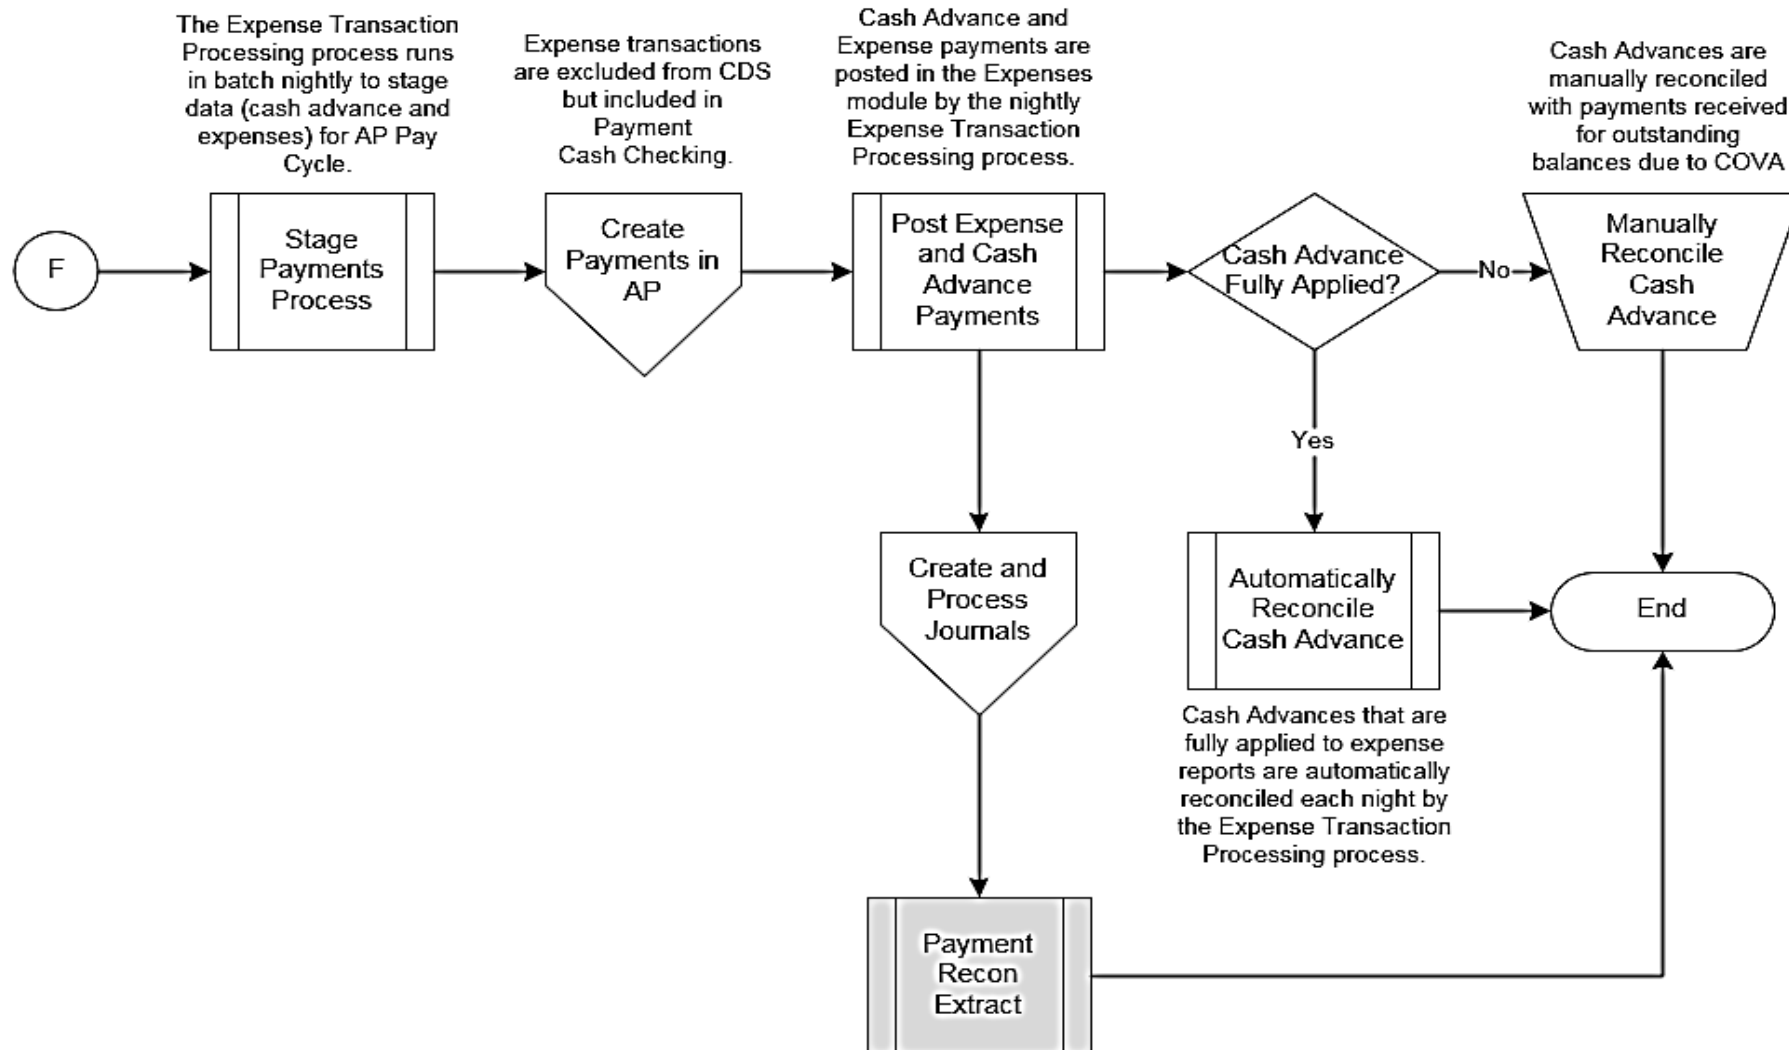 The Expense Transaction
Processing process runs
in batch nightly to stage
data (cash advance and
expenses) for AP Pay
Cycle.
Expense transactions
are excluded from CDS
but included in
Payment
Cash Checking.
Cash Advance and
Expense payments are
posted in the Expenses
module by the nightly
Expense Transaction
Processing process.
Cash Advances are
manually reconciled
with payments received
for outstanding
balances due to COVA
F
Stage
Payments
Process
Create
Payments in
AP
Post Expense
and Cash
Advance
Payments
Cash Advance
Fully Applied?
No
Manually
Reconcile
Cash
Advance
Yes
Create and
Process
Journals
Automatically
Reconcile
Cash Advance
End
Cash Advances that are
fully applied to expense
reports are automatically
reconciled each night by
the Expense Transaction
Processing process.
Payment
Recon
Extract